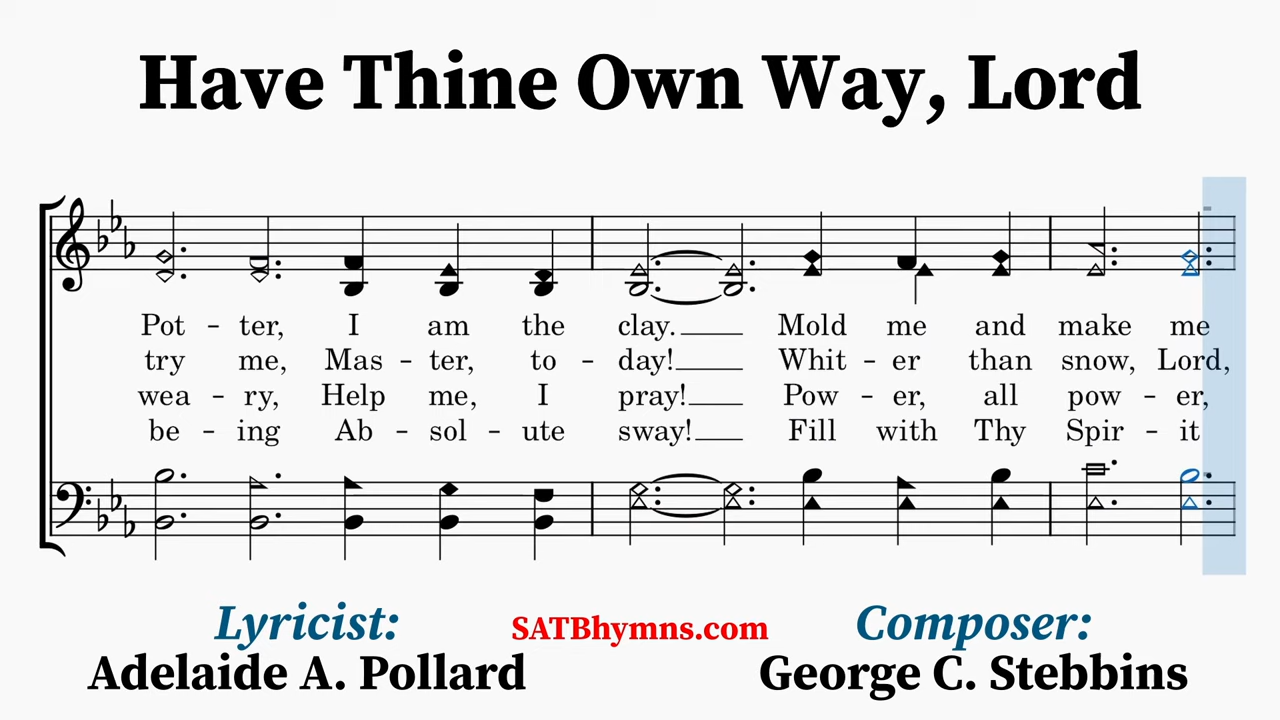 Have Thine Own Way, Lord
Pot - ter, I am the clay. Mold me and make me
try me, Mas - ter, to - day! Whit - er than snow, Lord,
wea - ry, Help me, I pray! Pow - er, all pow - er,
be - ing Ab - sol - ute sway! Fill with Thy Spir - it
Lyricist:
Adelaide A. Pollard
SATBhymns.com
Composer:
George C. Stebbins